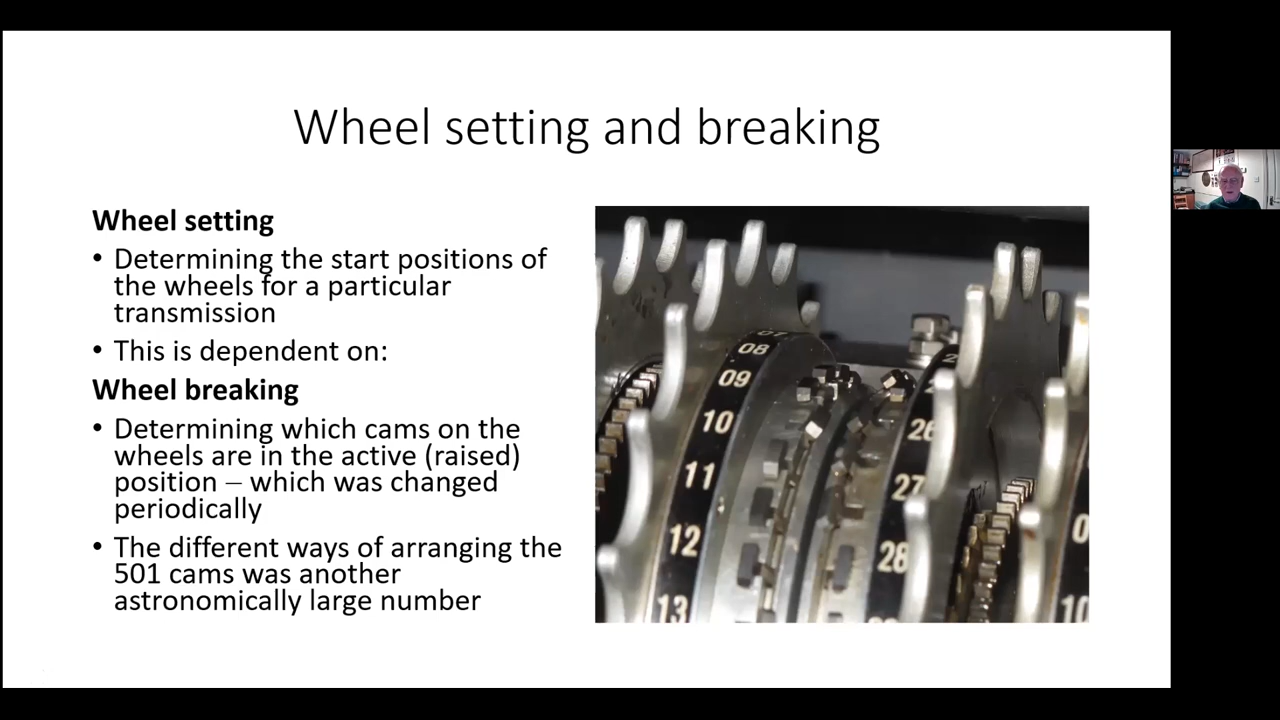 Wheel setting and breaking
Wheel setting
• Determining the start positions of
the wheels for a particular
transmission
• This is dependent on:
Wheel breaking
• Determining which cams on the
wheels are in the active (raised)
position – which was changed
periodically
• The different ways of arranging the
501 cams was another
astronomically large number
07
08
09
10
11
12
13
26
27
28
10